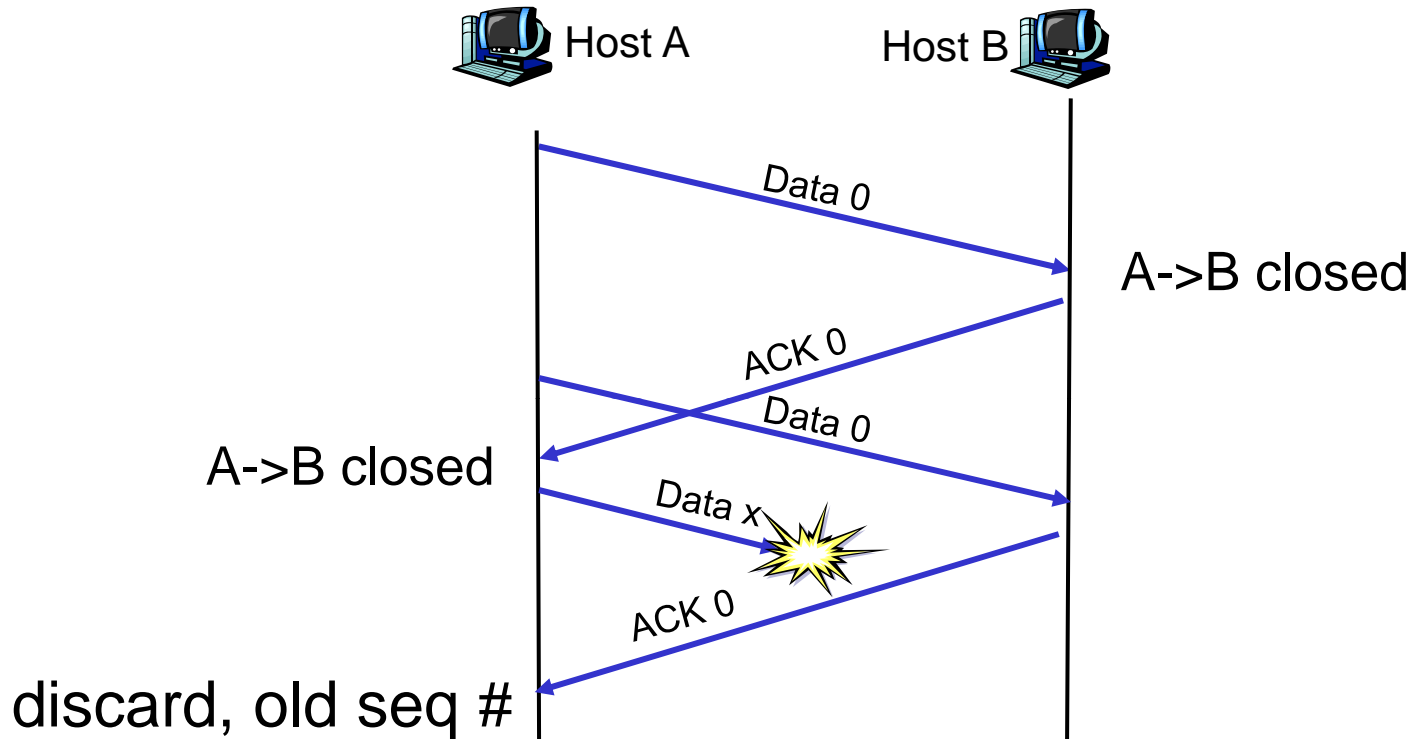 Host A
Host B
Data 0
A->B closed
ACK 0
Data 0
A->B closed
Data x
ACK 0
discard, old seq #